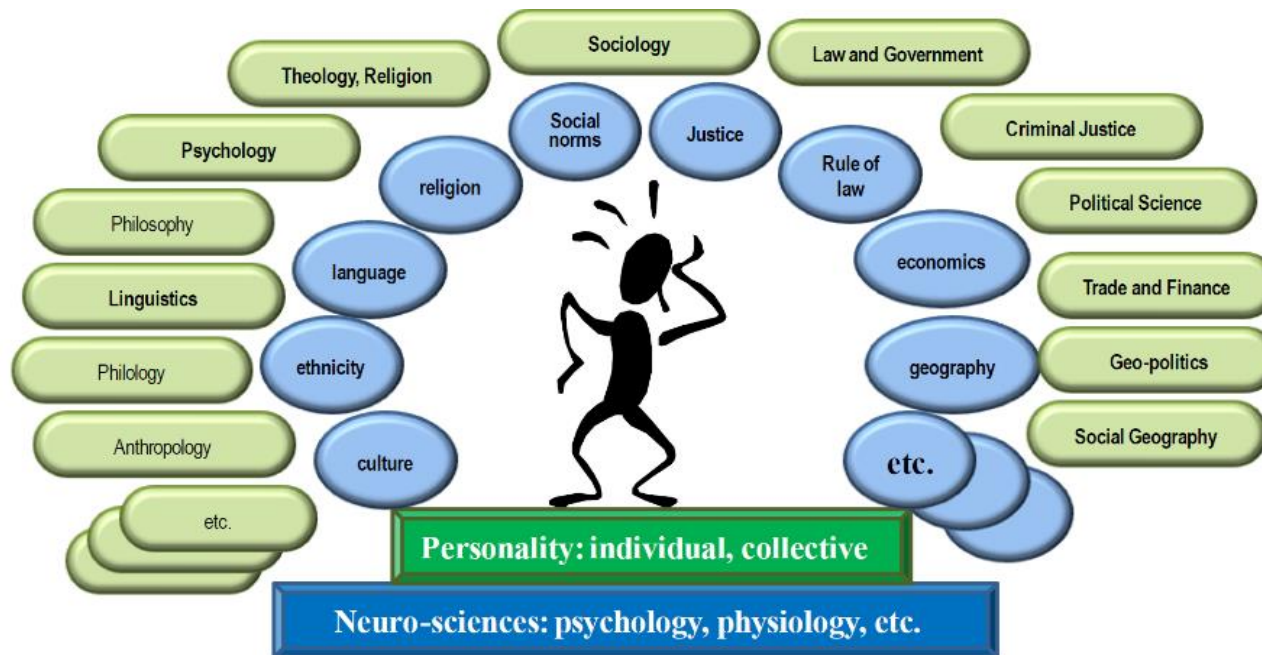 Sociology
Law and Government
Theology, Religion
Criminal Justice
Psychology
Political Science
Philosophy
Trade and Finance
Linguistics
Geo-politics
Philology
Social Geography
Anthropology
etc.
Social
norms
Justice
religion
Rule of
law
language
economics
ethnicity
geography
culture
etc.
Personality: individual, collective
Neuro-sciences: psychology, physiology, etc.